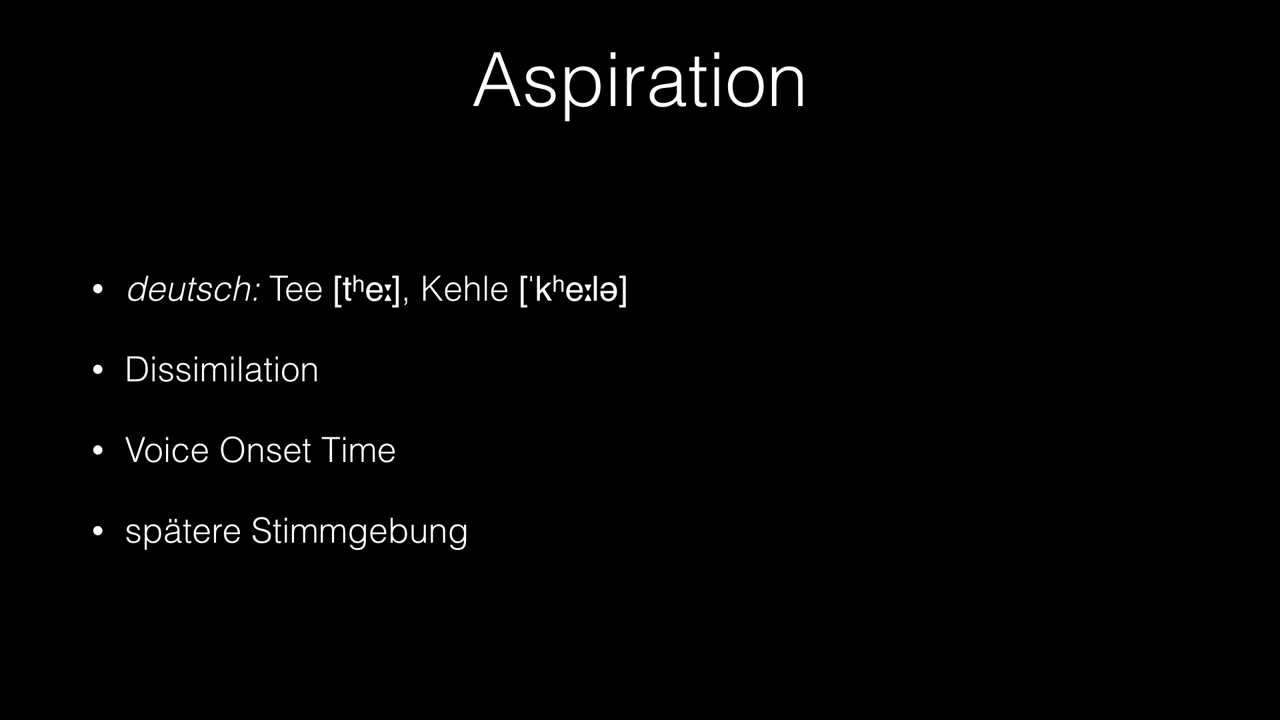 Aspiration
• deutsch: Tee [tʰeː], Kehle [ˈkʰeːlə]
• Dissimilation
• Voice Onset Time
• spätere Stimmgebung